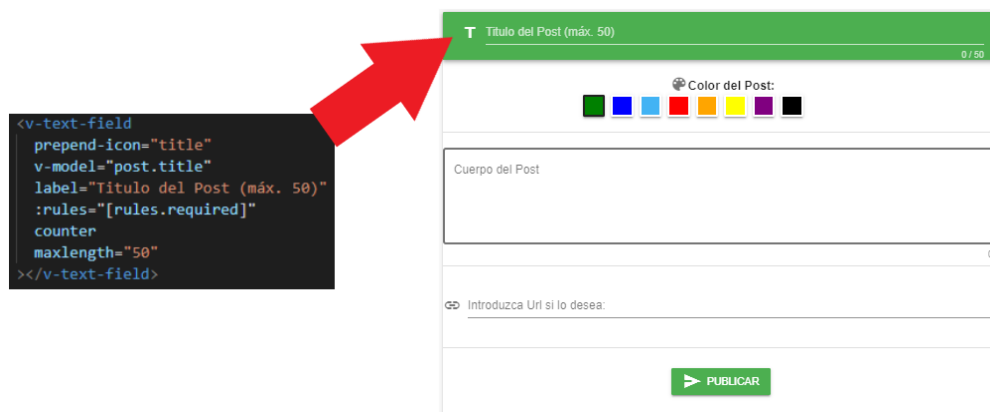 <v-text-field
prepend-icon="title"
v-model="post.title"
label="Titulo del Post (máx. 50)"
:rules="[rules.required]"
counter
maxlength="50"
></v-text-field>
Titulo del Post (máx. 50)
0 / 50
Color del Post:
Cuerpo del Post
Introduzca Url si lo desea:
PUBLICAR